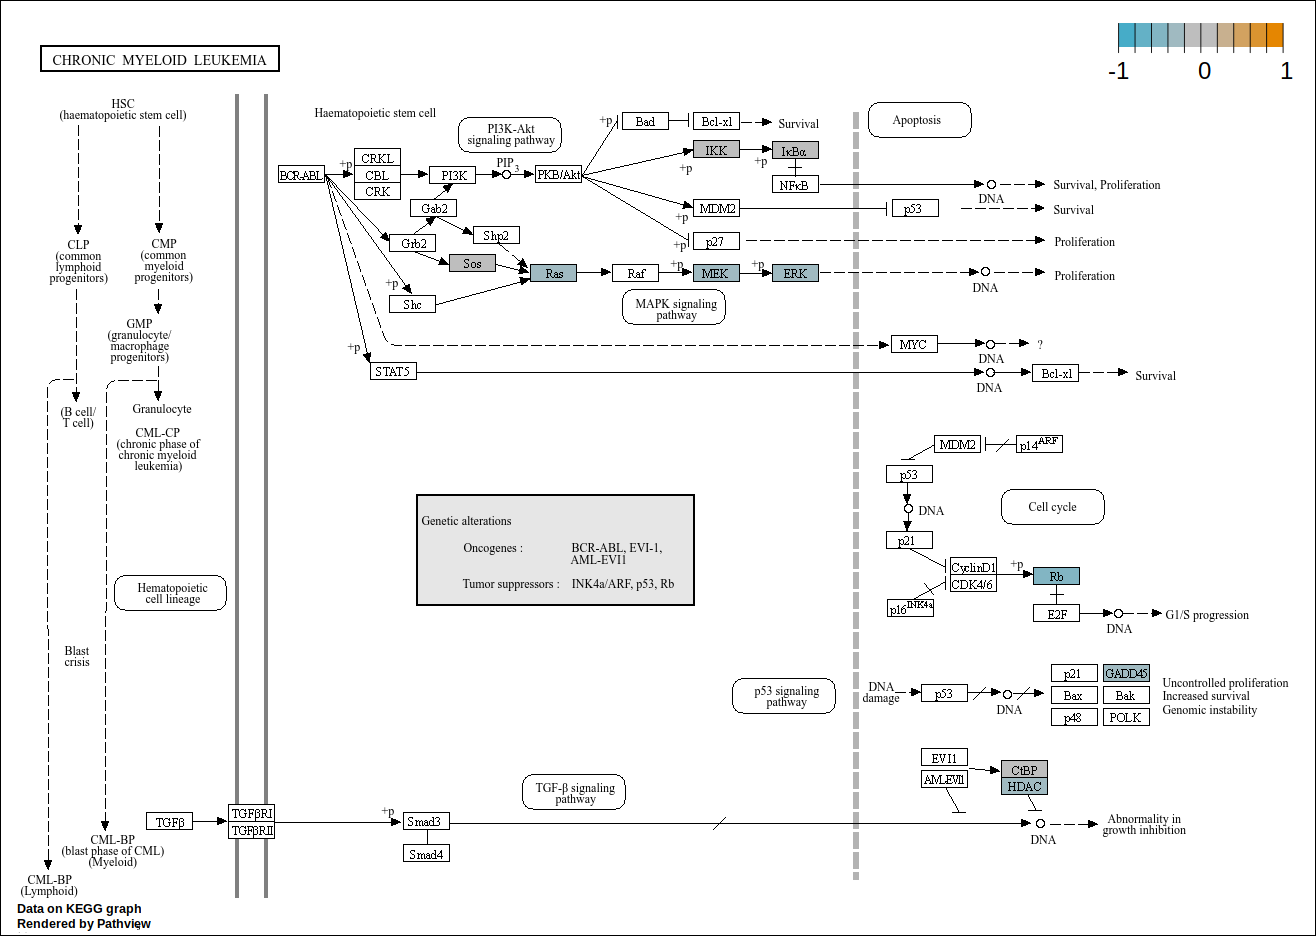 CHRONIC MYELOID LEUKEMIA
-1 0 1
HSC
(haematopoietic stem cell)
CLP
(common
lymphoid
progenitors)
CMP
(common
myeloid
progenitors)
GMP
(granulocyte/
macrophage
progenitors)
(B cell/
T cell)
Granulocyte
CML-CP
(chronic phase of
chronic myeloid
leukemia)
Hematopoietic
cell lineage
Blast
crisis
CML-BP
(blast phase of CML)
(Myeloid)
CML-BP
(Lymphoid)
Haematopoietic stem cell
PI3K-Akt
signaling pathway
Apoptosis
BCR-ABL
+p
CRKL
CBL
CRK
PI3K
PIP3
PKB/Akt
+p
Bad
Bcl-xl
Survival
IKK
+p
IκBα
+p
NFκB
DNA
Survival, Proliferation
MDM2
+p
p53
Survival
p27
+p
Proliferation
Gab2
Grb2
Shp2
Sos
Shc
+p
Ras
Raf
+p
MEK
+p
ERK
DNA
Proliferation
MAPK signaling
pathway
MYC
DNA
?
+p
STAT5
DNA
Bcl-xl
Survival
MDM2
p14ARF
p53
DNA
Cell cycle
p21
CyclinD1
CDK4/6
+p
Rb
p16INK4a
E2F
DNA
G1/S progression
Genetic alterations
Oncogenes : BCR-ABL, EVI-1,
AML-EVI1
Tumor suppressors : INK4a/ARF, p53, Rb
p53 signaling
pathway
DNA
damage
p53
DNA
p21 GADD45
Bax Bak
p48 POLK
Uncontrolled proliferation
Increased survival
Genomic instability
EVI1
AML-EVI1
CtBP
HDAC
TGF-β signaling
pathway
TGFβ
TGFβRI
TGFβRII
+p
Smad3
Smad4
DNA
Abnormality in
growth inhibition
Data on KEGG graph
Rendered by Pathview